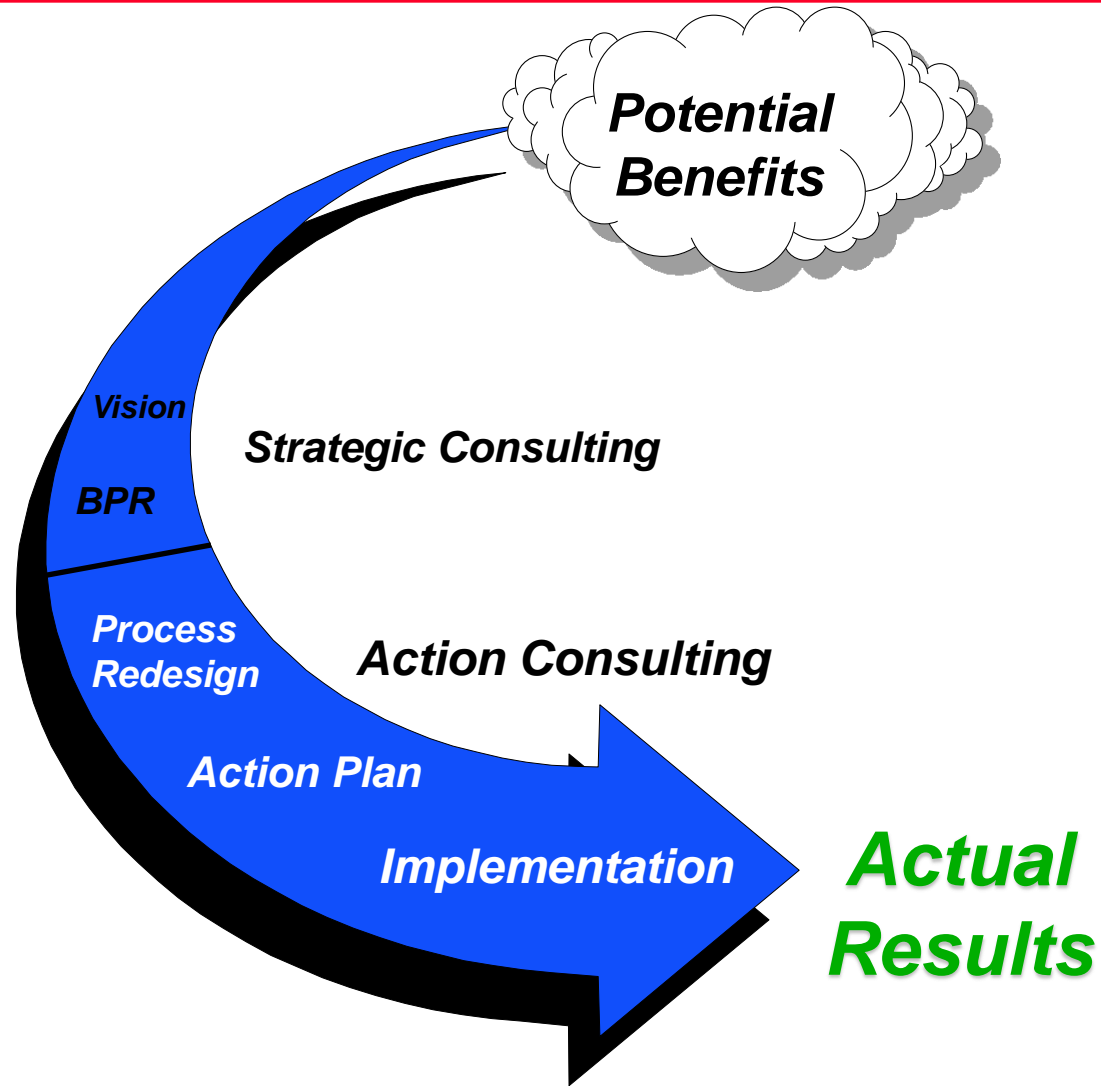 Potential
Benefits
Vision
Strategic Consulting
BPR
Process
Redesign
Action Consulting
Action Plan
Implementation
Actual
Results